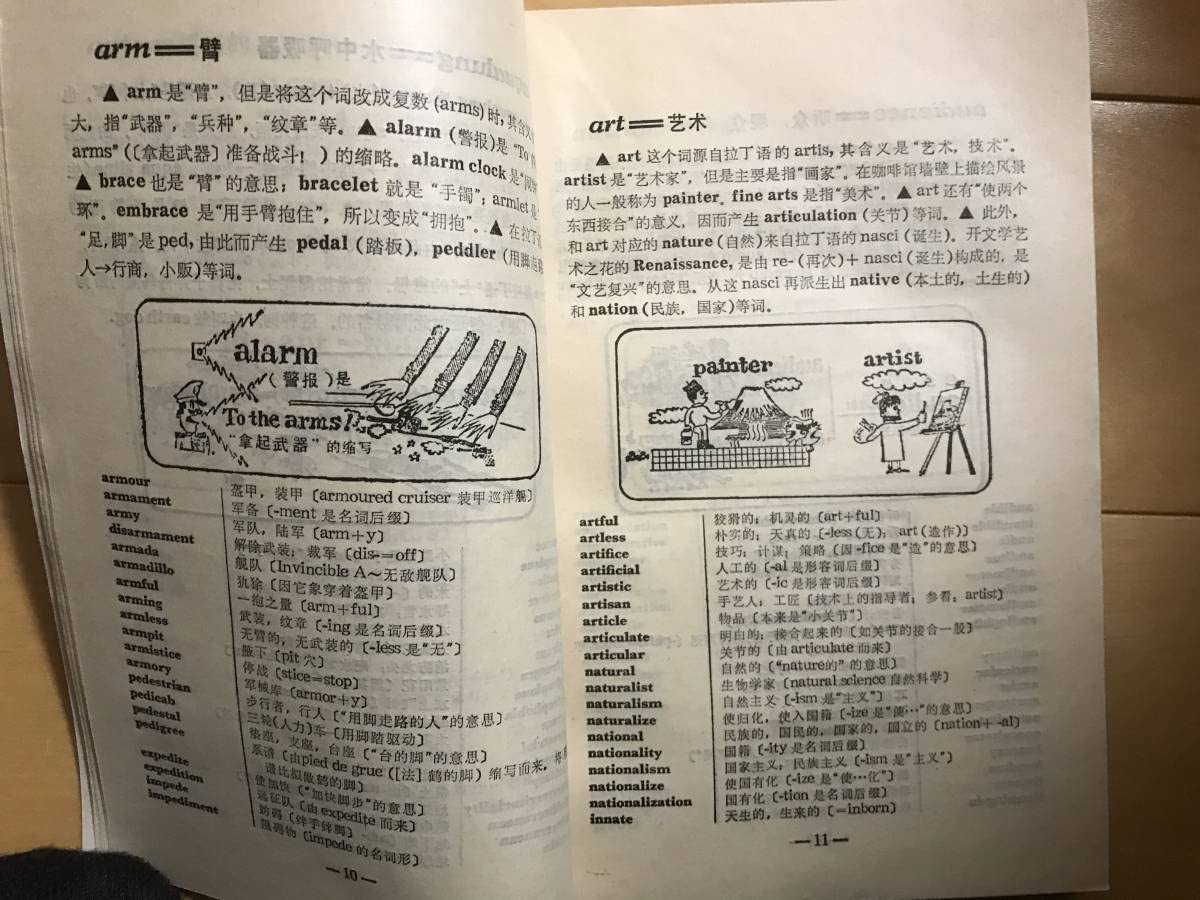 arm══臂
▲ arm 是“臂”，但是将这个词改成复数 (arms) 时，其含义
大，指“武器”，“兵种”，“纹章”等。▲ alarm (警报)是“To
arms”(〔拿起武器〕准备战斗！）的缩略。alarm clock 是
▲ brace 也是“臂”的意思；bracelet 就是 “手镯”；armlet 是
环”。embrace 是“用手臂抱住”，所以变成“拥抱”。▲ 在拉丁
“足，脚”是 ped，由此而产生 pedal (踏板)，peddler (用脚
人→行商，小贩)等词。
alarm
（警报）是
To the arms!
“拿起武器”的缩写
armour 盔甲，装甲〔armoured cruiser 装甲巡洋舰〕
armament 军备〔-ment 是名词后缀〕
army 军队，陆军〔arm+y〕
disarmament 解除武装；裁军〔dis-=off〕
armada 舰队〔Invincible A～无敌舰队〕
armadillo 犰狳〔因它象穿着盔甲〕
armful 一抱之量〔arm+ful〕
arming 武装，纹章〔-ing 是名词后缀〕
armless 无臂的，无武装的〔-less 是“无”〕
armpit 腋下〔pit 穴〕
armistice 停战〔stice=stop〕
armory 军械库〔armor+y〕
pedestrian 步行者，行人〔“用脚走路的人”的意思〕
pedicab 三轮(人力)车〔用脚踏驱动〕
pedestal 垫座，支座，台座〔“台的脚”的意思〕
pedigree 系谱〔由pied de grue (〔法〕鹤的脚) 缩写而来，将
谱比拟做鹤的脚〕
expedite 使加快〔“加快脚步”的意思〕
expedition 远征队〔由 expedite 而来〕
impede 妨碍〔绊手绊脚〕
impediment 阻碍物〔impede 的名词形〕
—10—
art══艺术
▲ art 这个词源自拉丁语的 artis，其含义是“艺术，技术”。
artist 是“艺术家”，但是主要是指“画家”。在咖啡馆墙壁上描绘风景
的人一般称为 painter。fine arts 是指“美术”。▲ art 还有“使两个
东西接合”的意义，因而产生 articulation (关节)等词。▲ 此外，
和 art 对应的 nature (自然)来自拉丁语的 nasci (诞生)。开文学艺
术之花的 Renaissance，是由 re-(再次)+ nasci (诞生)构成的，是
“文艺复兴”的意思。从这 nasci 再派生出 native (本土的，土生的)
和 nation (民族，国家)等词。
painter
artist
artful 狡猾的；机灵的〔art+ful〕
artless 朴实的；天真的〔-less (无)；art (造作)〕
artifice 技巧；计谋；策略〔因 -fice 是“造”的意思〕
artificial 人工的〔-al 是形容词后缀〕
artistic 艺术的〔-ic 是形容词后缀〕
artisan 手艺人；工匠〔技术上的指导者；参看：artist〕
article 物品〔本来是“小关节”〕
articulate 明白的；接合起来的〔如关节的接合一般〕
articular 关节的〔由 articulate 而来〕
natural 自然的〔“nature的”的意思〕
naturalist 生物学家〔natural science 自然科学〕
naturalism 自然主义〔-ism 是“主义”〕
naturalize 使归化，使入国籍〔-ize 是“使…”的意思〕
national 民族的，国民的，国家的，国立的〔nation+ -al〕
nationality 国籍〔-ity 是名词后缀〕
nationalism 国家主义；民族主义〔-ism 是“主义”〕
nationalize 使国有化〔-ize 是“使…化”〕
nationalization 国有化〔-tion 是名词后缀〕
innate 天生的，生来的〔=inborn〕
—11—